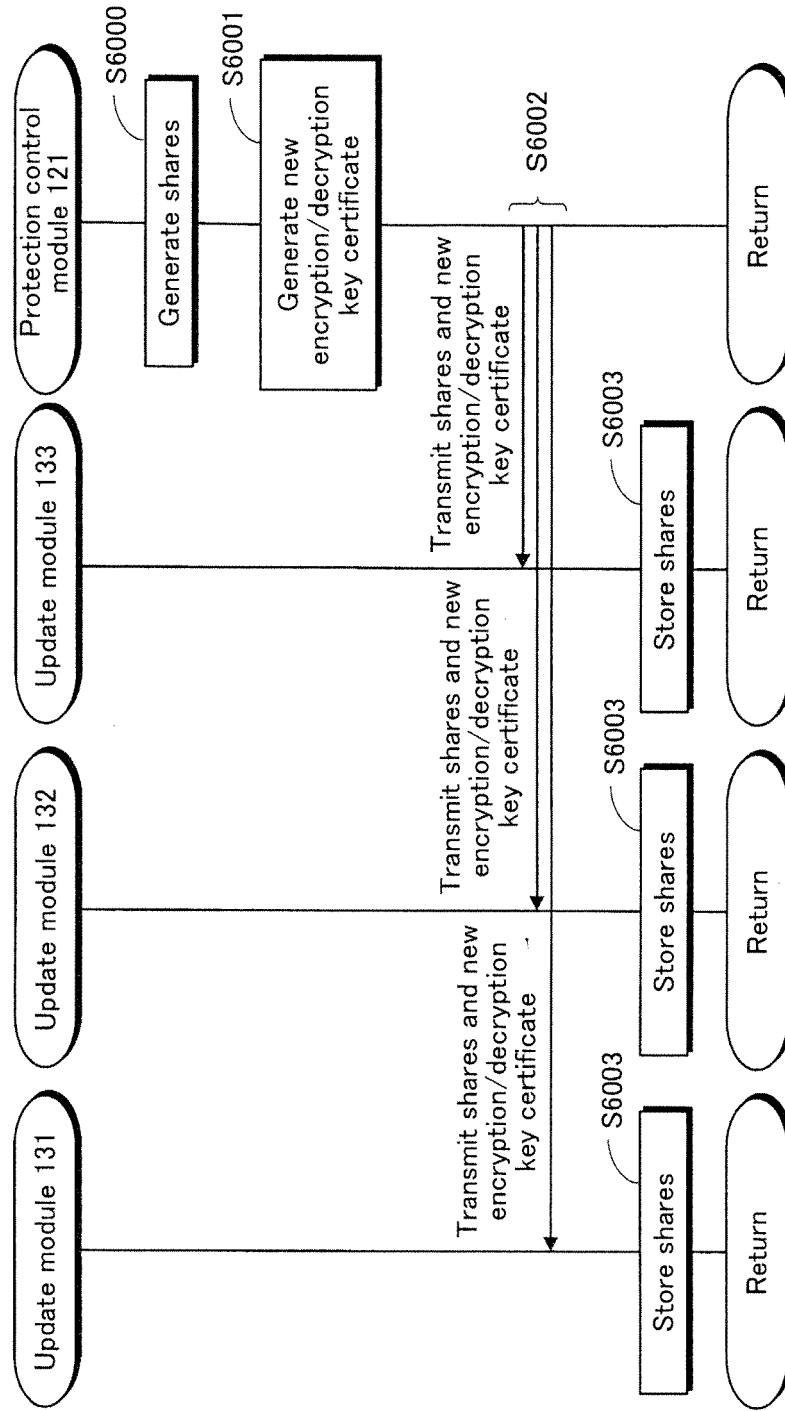 Update module 131
Update module 132
Update module 133
Protection control
module 121
S6000
Generate shares
S6001
Generate new
encryption/decryption
key certificate
Transmit shares and new
encryption/decryption
key certificate
Transmit shares and new
encryption/decryption
key certificate
Transmit shares and new
encryption/decryption
key certificate
S6002
S6003
Store shares
S6003
Store shares
S6003
Store shares
Return
Return
Return
Return